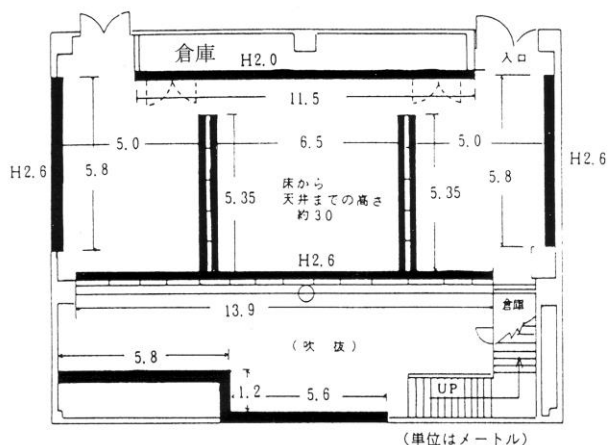 倉庫
H2.0
入口
11.5
5.0
6.5
5.0
5.8
5.8
H2.6
H2.6
5.35
床から
天井までの高さ
約30
5.35
H2.6
倉庫
13.9
(吹抜)
5.8
1.2
5.6
UP
(単位はメートル)